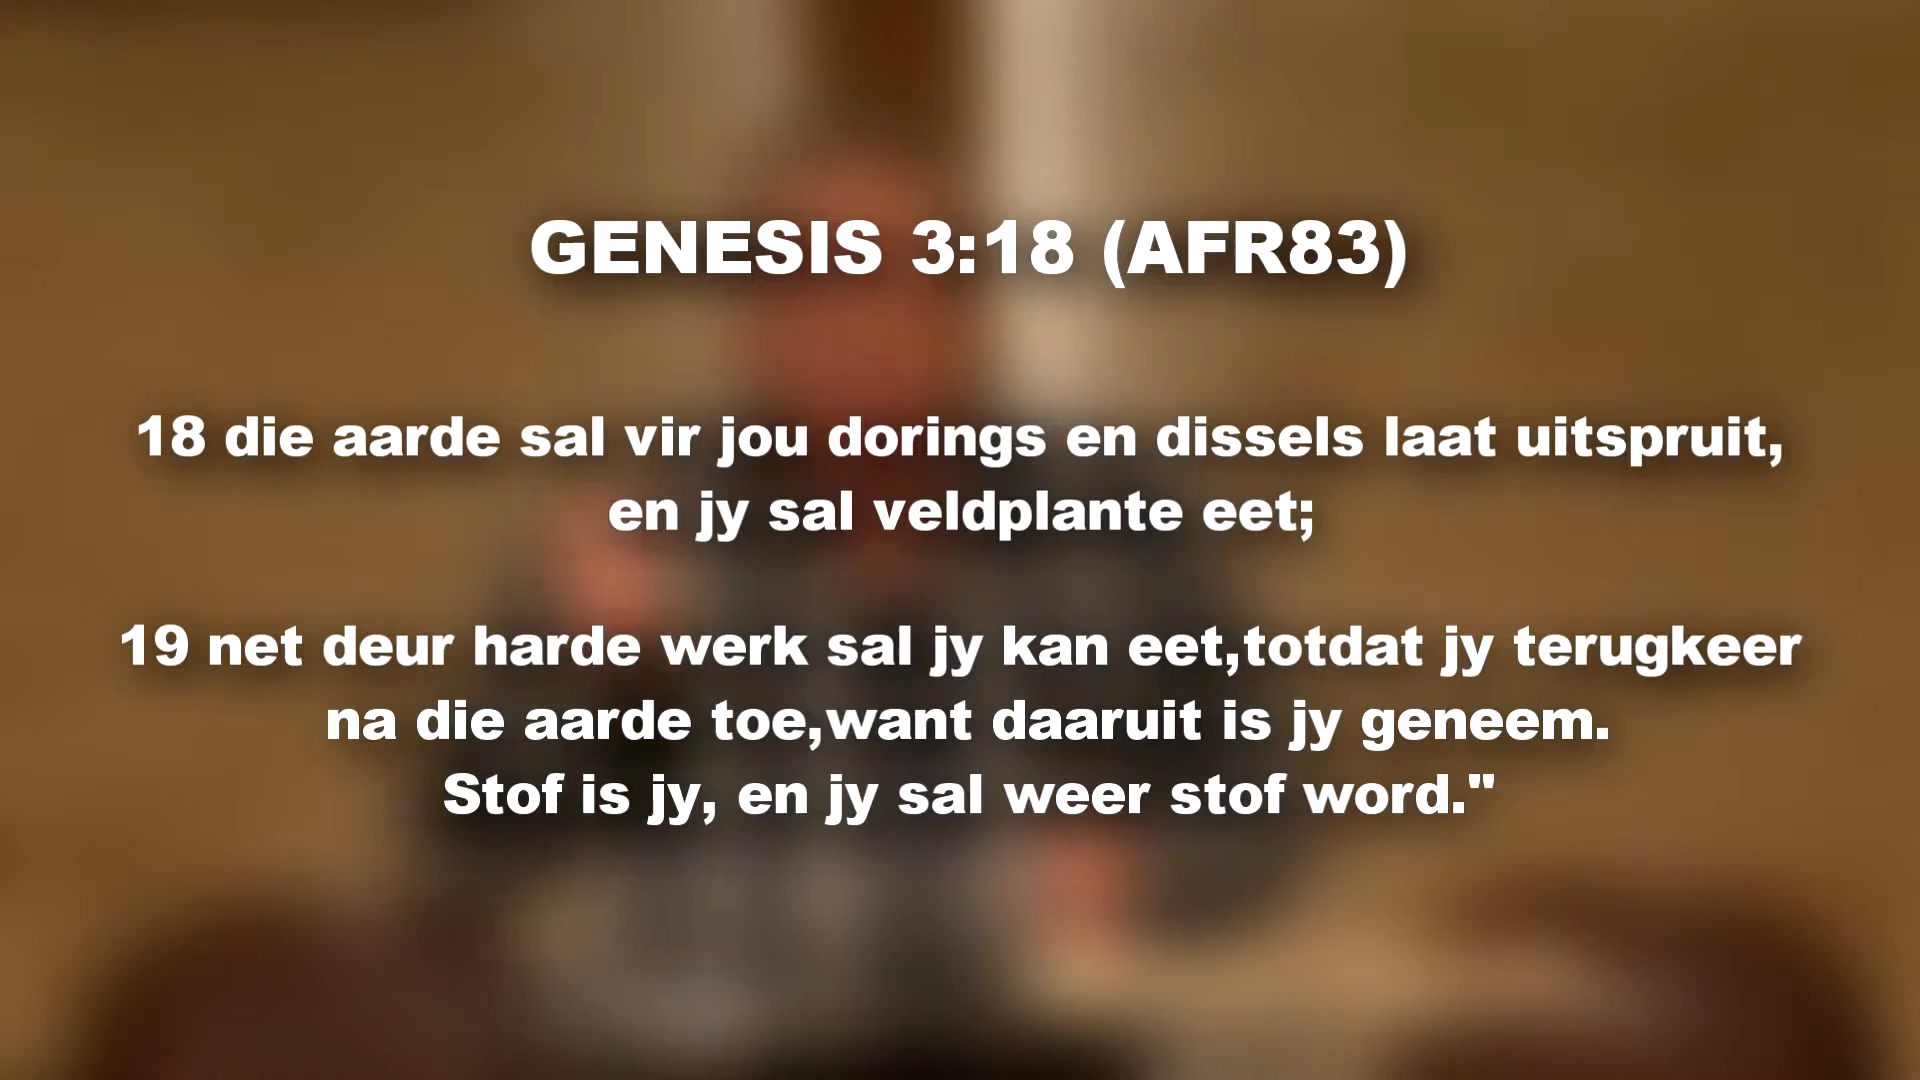 GENESIS 3:18 (AFR83)
18 die aarde sal vir jou dorings en dissels laat uitspruit,
en jy sal veldplante eet;
19 net deur harde werk sal jy kan eet,totdat jy terugkeer
na die aarde toe,want daaruit is jy geneem.
Stof is jy, en jy sal weer stof word."